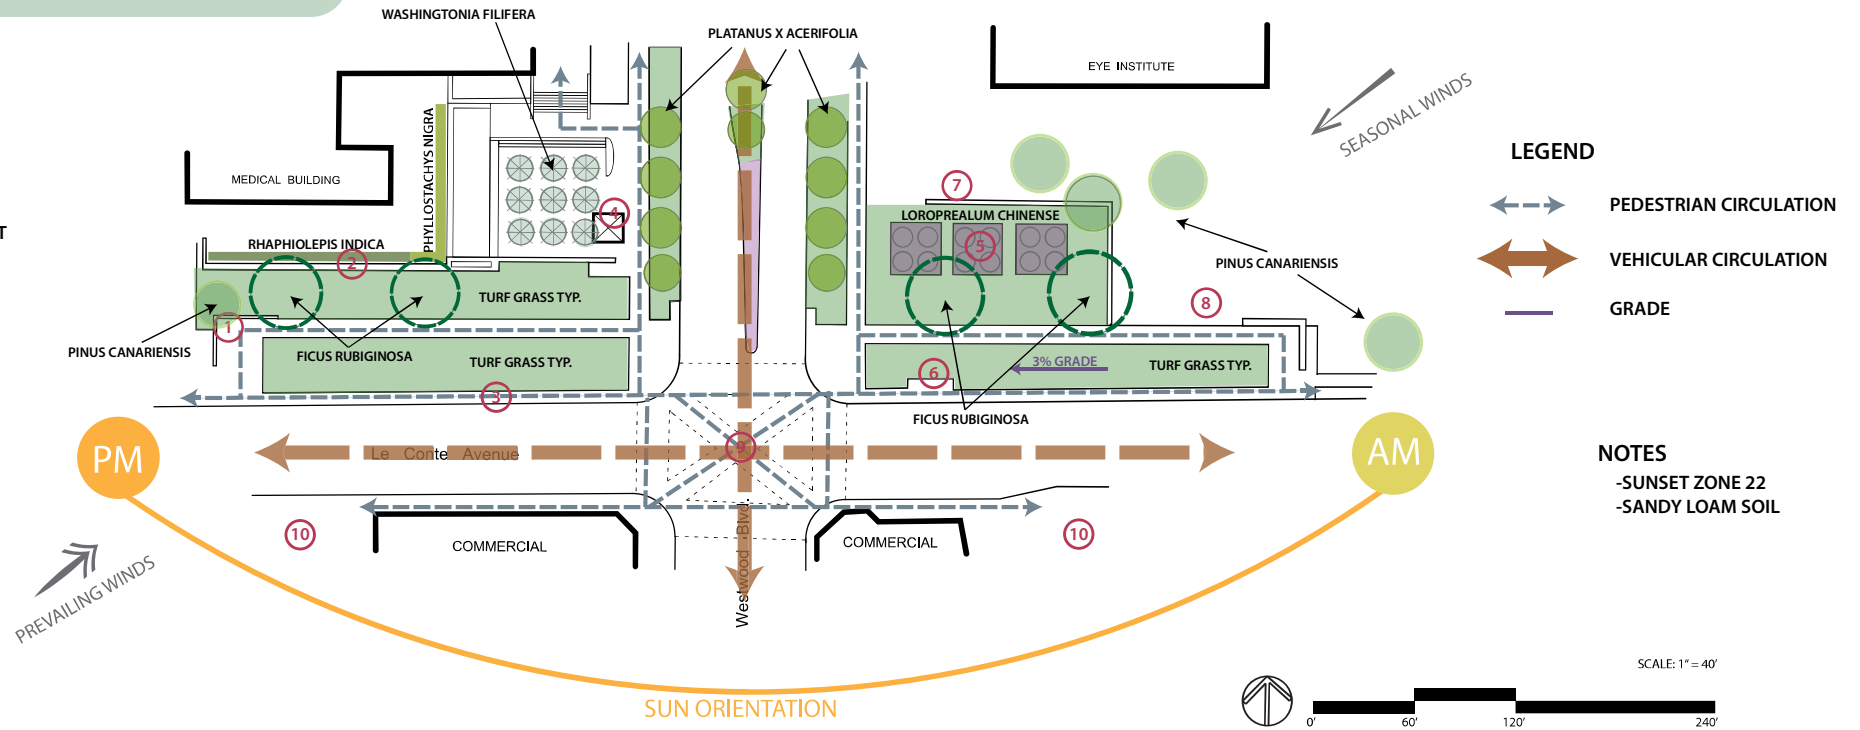 WASHINGTONIA FILIFERA
PLATANUS X ACERIFOLIA
EYE INSTITUTE
SEASONAL WINDS
LEGEND
PEDESTRIAN CIRCULATION
VEHICULAR CIRCULATION
GRADE
MEDICAL BUILDING
PHYLLOSTACHYS NIGRA
4
7
LOROPREALUM CHINENSE
5
T
RHAPHIOLEPIS INDICA
2
PINUS CANARIENSIS
TURF GRASS TYP.
8
1
PINUS CANARIENSIS
FICUS RUBIGINOSA
TURF GRASS TYP.
3% GRADE
6
TURF GRASS TYP.
3
FICUS RUBIGINOSA
PM
Le Conte Avenue
9
AM
NOTES
-SUNSET ZONE 22
-SANDY LOAM SOIL
10
COMMERCIAL
Westwood Blvd.
COMMERCIAL
10
PREVAILING WINDS
SUN ORIENTATION
SCALE: 1" = 40'
0'
60'
120'
240'